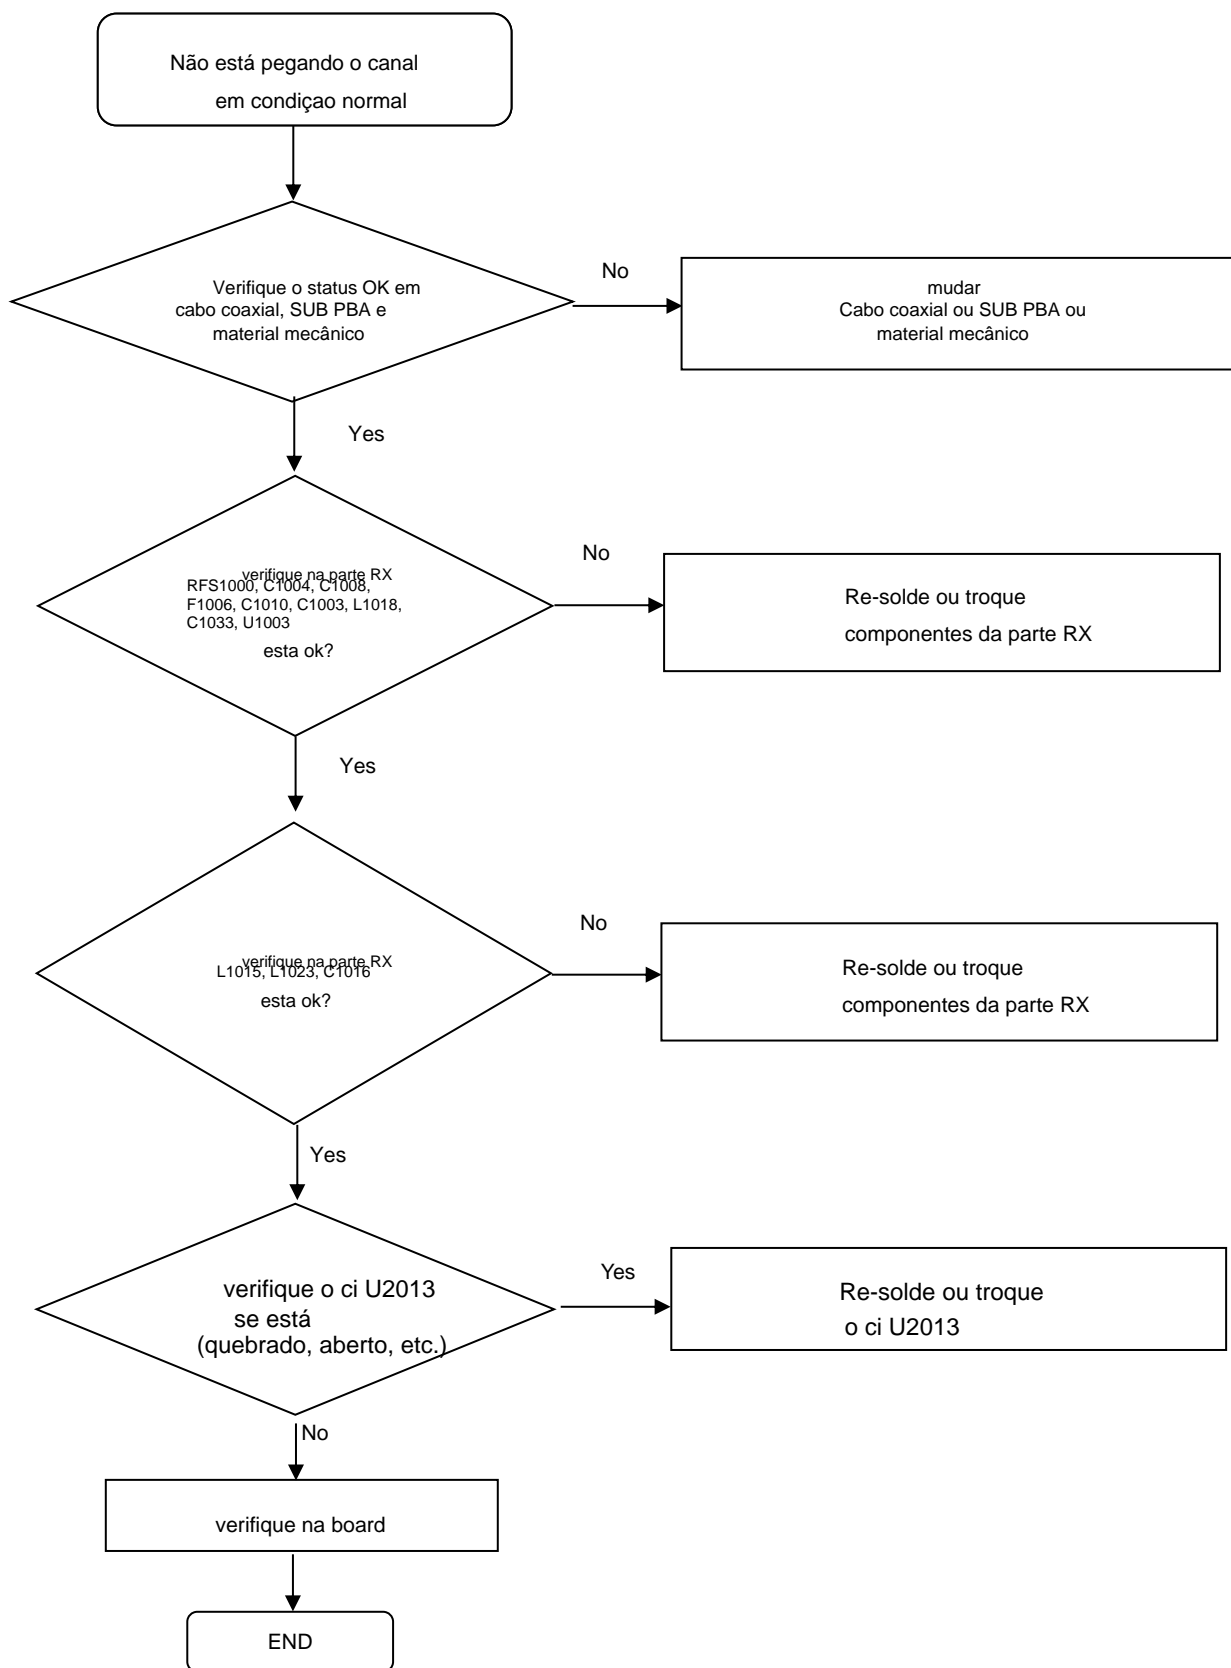 Não está pegando o canal
em condiçao normal
Verifique o status OK em
cabo coaxial, SUB PBA e
material mecânico
No
mudar
Cabo coaxial ou SUB PBA ou
material mecânico
Yes
verifique na parte RX
RFS1000, C1004, C1008,
F1006, C1010, C1003, L1018,
C1033, U1003
esta ok?
No
Re-solde ou troque
componentes da parte RX
Yes
verifique na parte RX
L1015, L1023, C1016
esta ok?
No
Re-solde ou troque
componentes da parte RX
Yes
verifique o ci U2013
se está
(quebrado, aberto, etc.)
Yes
Re-solde ou troque
o ci U2013
No
verifique na board
END